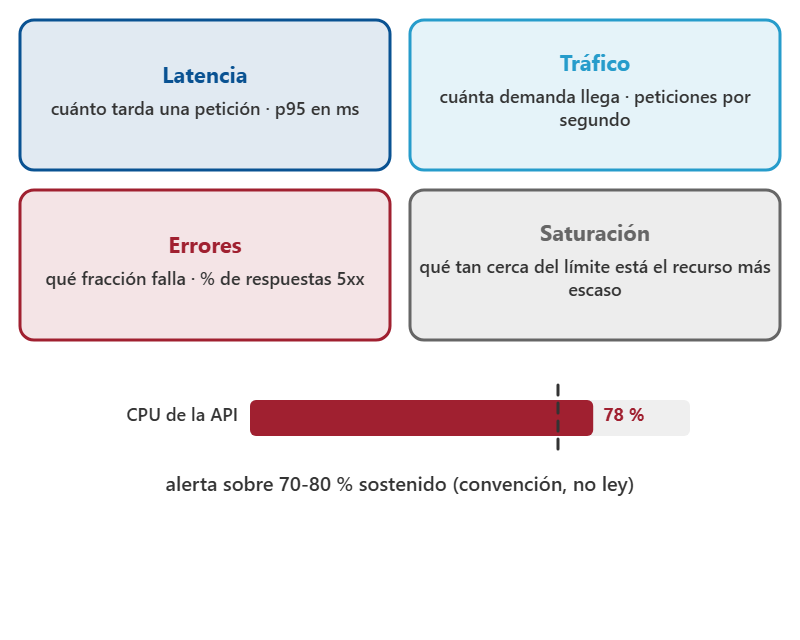 Latencia
cuánto tarda una petición · p95 en ms
Tráfico
cuánta demanda llega · peticiones por
segundo
Errores
qué fracción falla · % de respuestas 5xx
Saturación
qué tan cerca del límite está el recurso más
escaso
CPU de la API
78 %
alerta sobre 70-80 % sostenido (convención, no ley)